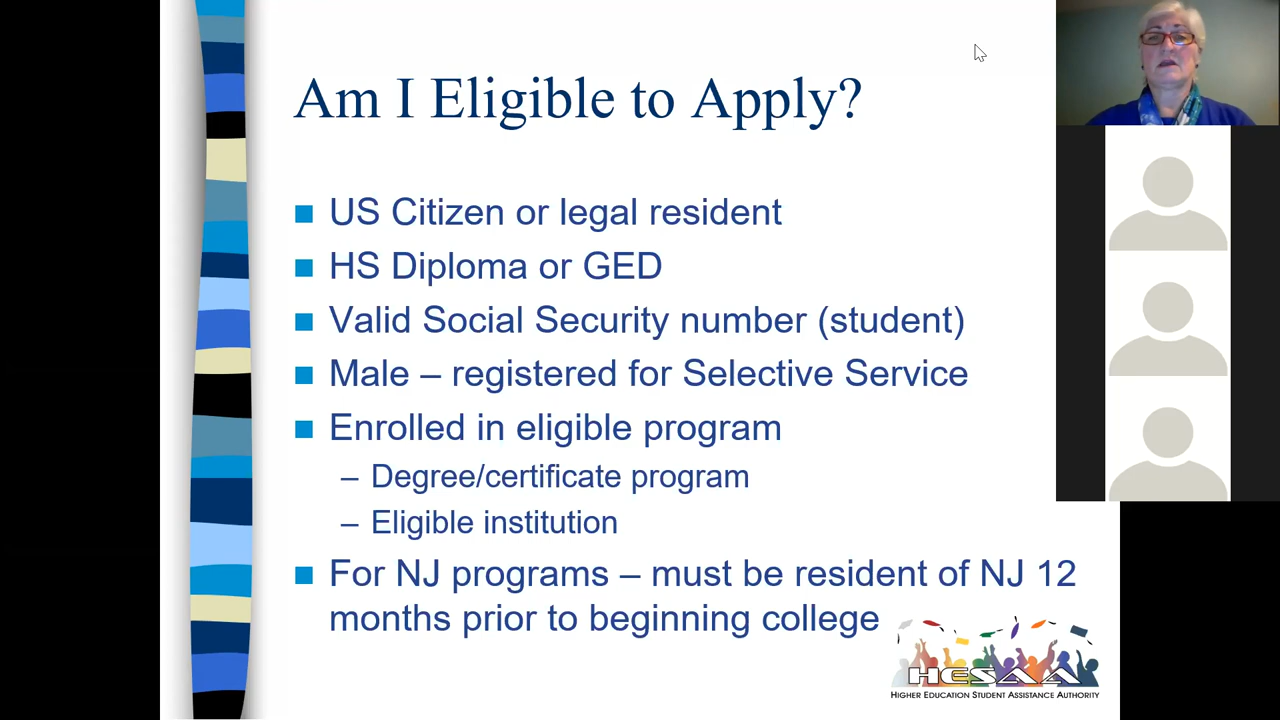 Am I Eligible to Apply?
US Citizen or legal resident
HS Diploma or GED
Valid Social Security number (student)
Male – registered for Selective Service
Enrolled in eligible program
– Degree/certificate program
– Eligible institution
For NJ programs – must be resident of NJ 12
months prior to beginning college
HESAA
HIGHER EDUCATION STUDENT ASSISTANCE AUTHORITY